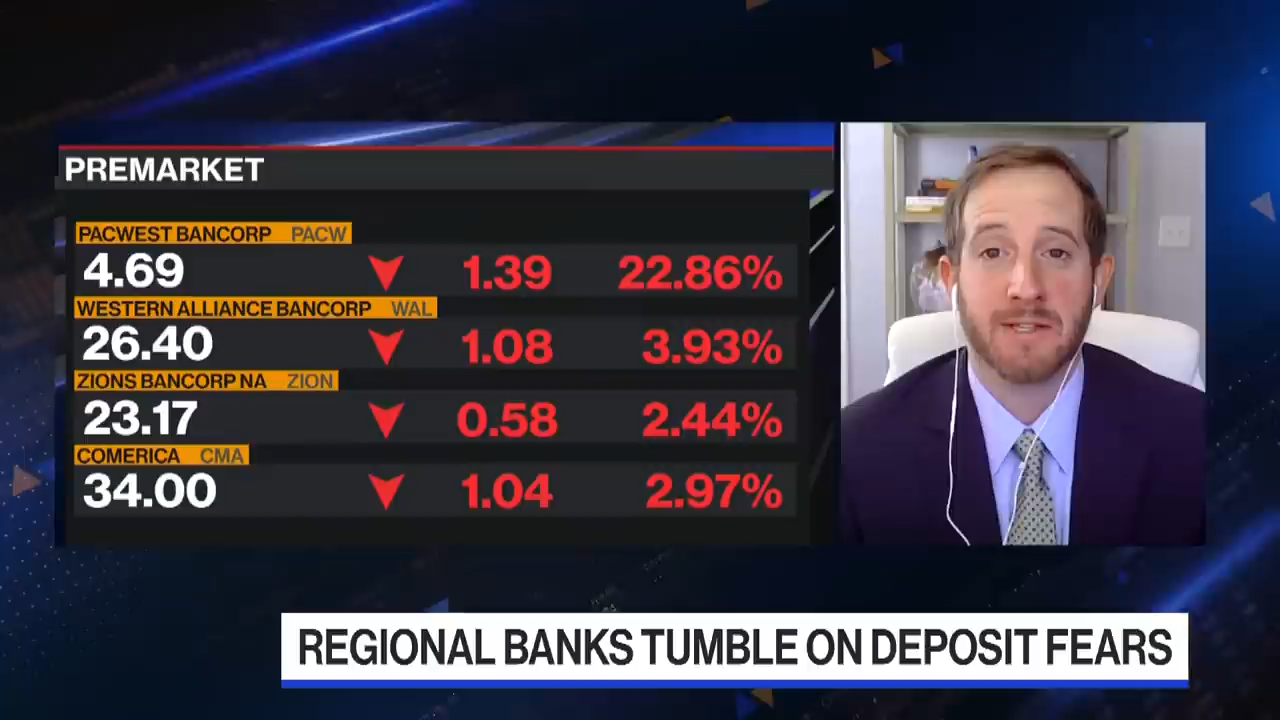 PREMARKET
PACWEST BANCORP PACW
4.69 1.39 22.86%
WESTERN ALLIANCE BANCORP WAL
26.40 1.08 3.93%
ZIONS BANCORP NA ZION
23.17 0.58 2.44%
COMERICA CMA
34.00 1.04 2.97%
REGIONAL BANKS TUMBLE ON DEPOSIT FEARS